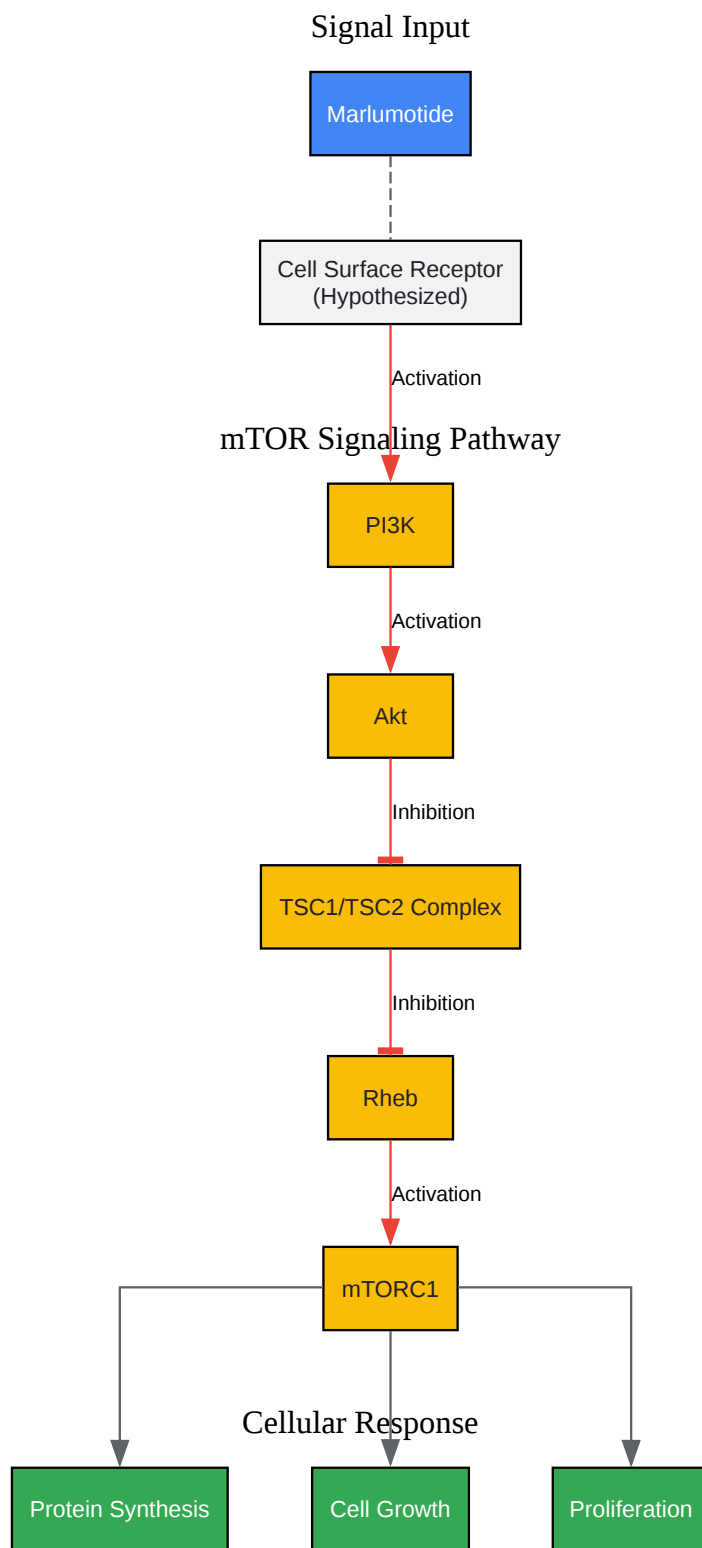 Signal Input
Marlumotide
Cell Surface Receptor
(Hypothesized)
Activation
mTOR Signaling Pathway
PI3K
Activation
Akt
Inhibition
TSC1/TSC2 Complex
Inhibition
Rheb
Activation
mTORC1
Cellular Response
Protein Synthesis
Cell Growth
Proliferation